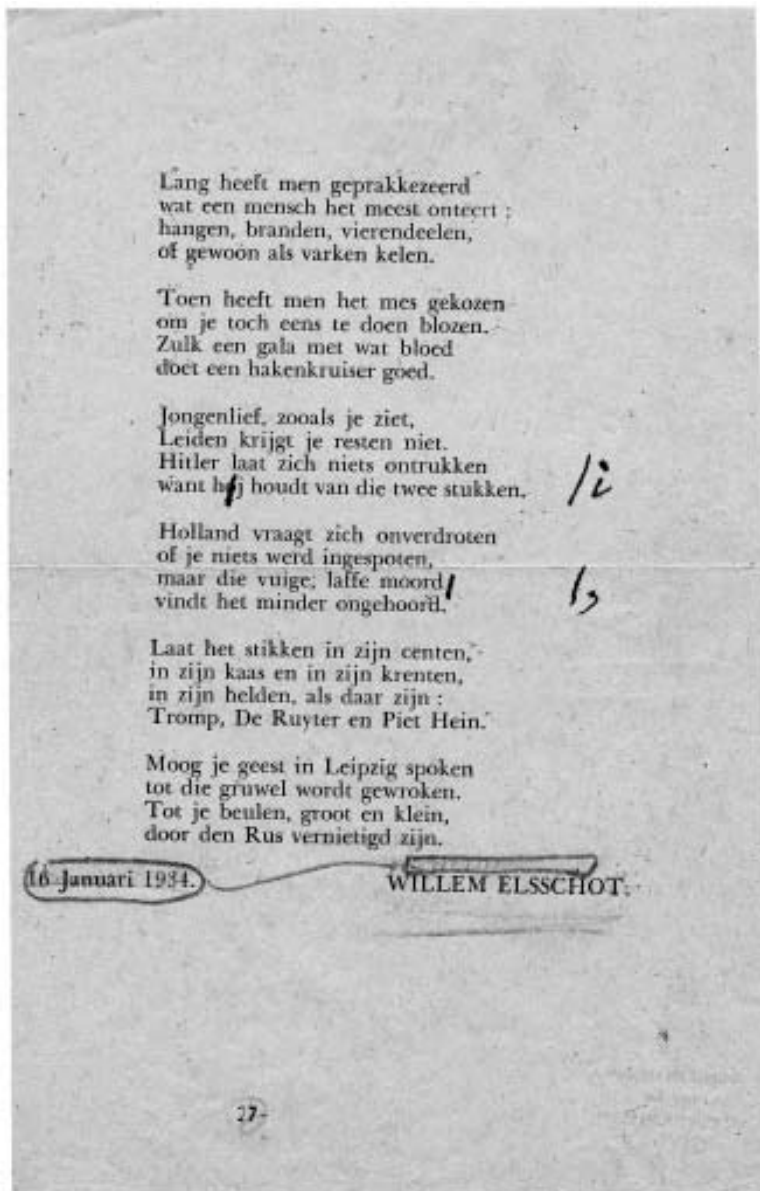 Lang heeft men geprakkezeerd
wat een mensch het meest onteert :
hangen, branden, vierendeelen,
of gewoon als varken kelen.
Toen heeft men het mes gekozen
om je toch eens te doen blozen.
Zulk een gala met wat bloed
doet een hakenkruiser goed.
Jongenlief, zooals je ziet,
Leiden krijgt je resten niet.
Hitler laat zich niets ontrukken
want hij houdt van die twee stukken. /i
Holland vraagt zich onverdroten
of je niets werd ingespoten,
maar die vuige, laffe moord/ /,
vindt het minder ongehoord.
Laat het stikken in zijn centen,
in zijn kaas en in zijn krenten,
in zijn helden, als daar zijn :
Tromp, De Ruyter en Piet Hein.
Moog je geest in Leipzig spoken
tot die gruwel wordt gewroken.
Tot je beulen, groot en klein,
door den Rus vernietigd zijn.
16 Januari 1934. WILLEM ELSSCHOT.
27